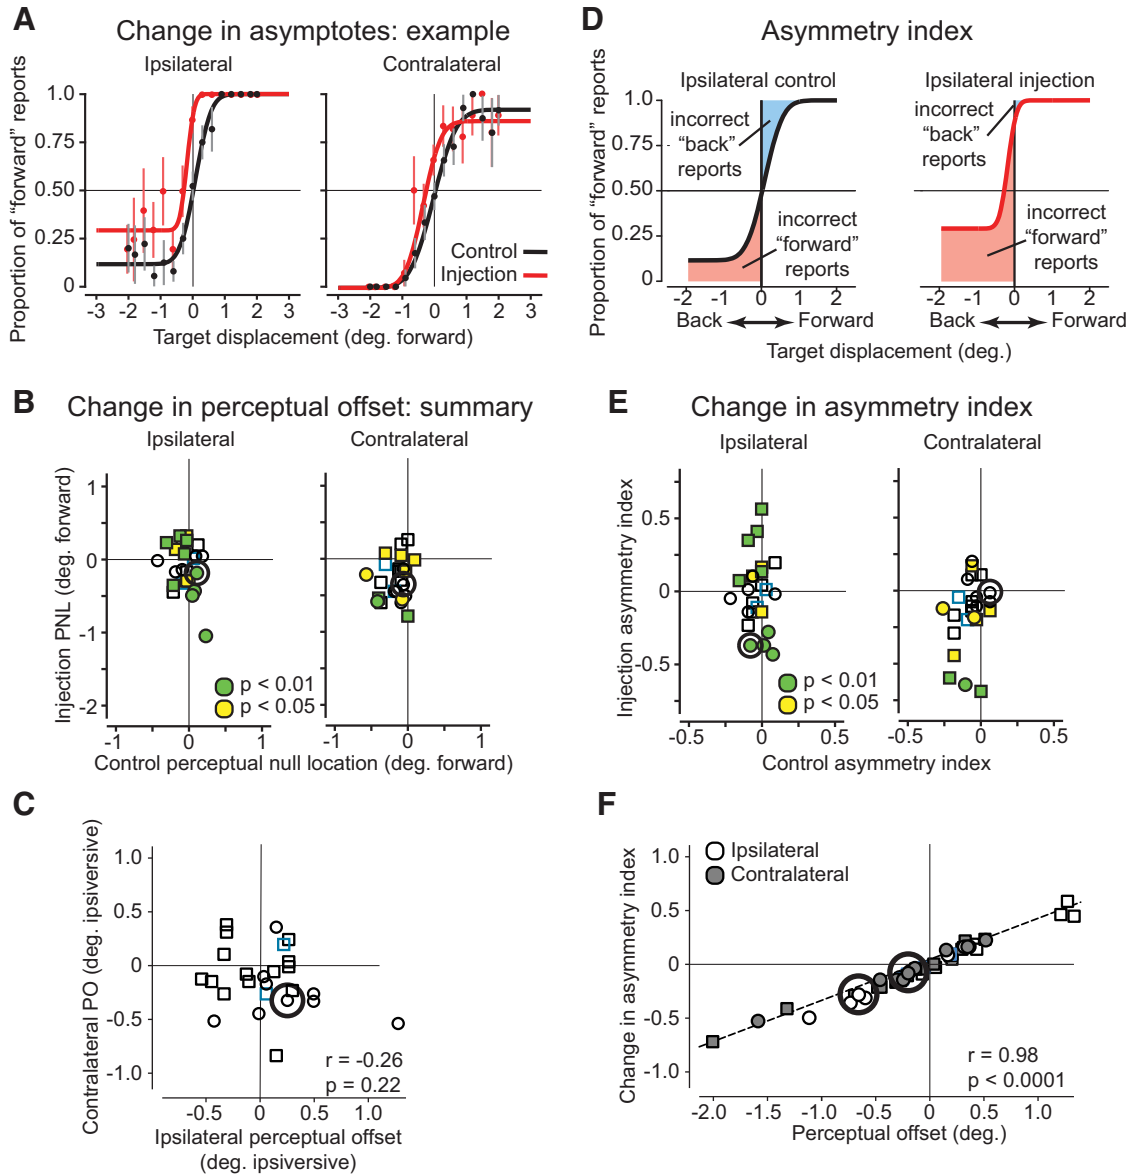 A
Change in asymptotes: example
Ipsilateral
Contralateral
Proportion of “forward” reports
1.0
0.75
0.50
0.25
0
Control
Injection
-3 -2 -1 0 1 2 3
-3 -2 -1 0 1 2 3
Target displacement (deg. forward)
D
Asymmetry index
Ipsilateral control
Ipsilateral injection
Proportion of “forward” reports
1.0
0.75
0.50
0.25
0
incorrect
“back”
reports
incorrect
“forward”
reports
incorrect
“back”
reports
incorrect
“forward”
reports
-2 0 2
-2 0 2
Back Forward
Back Forward
Target displacement (deg.)
B
Change in perceptual offset: summary
Ipsilateral
Contralateral
Injection PNL (deg. forward)
1
0
-1
-2
p < 0.01
p < 0.05
-1 0 1
-1 0 1
Control perceptual null location (deg. forward)
E
Change in asymmetry index
Ipsilateral
Contralateral
Injection asymmetry index
0.5
0
-0.5
p < 0.01
p < 0.05
-0.5 0 0.5
-0.5 0 0.5
Control asymmetry index
C
Contralateral PO (deg. ipsiversive)
1.0
0.5
0
-0.5
-1.0
r = -0.26
p = 0.22
-0.5 0 0.5 1.0
Ipsilateral perceptual offset
(deg. ipsiversive)
F
Change in asymmetry index
1.0
0.5
0
-0.5
-1.0
Ipsilateral
Contralateral
r = 0.98
p < 0.0001
-2.0 -1.5 -1.0 -0.5 0 0.5 1.0
Perceptual offset (deg.)